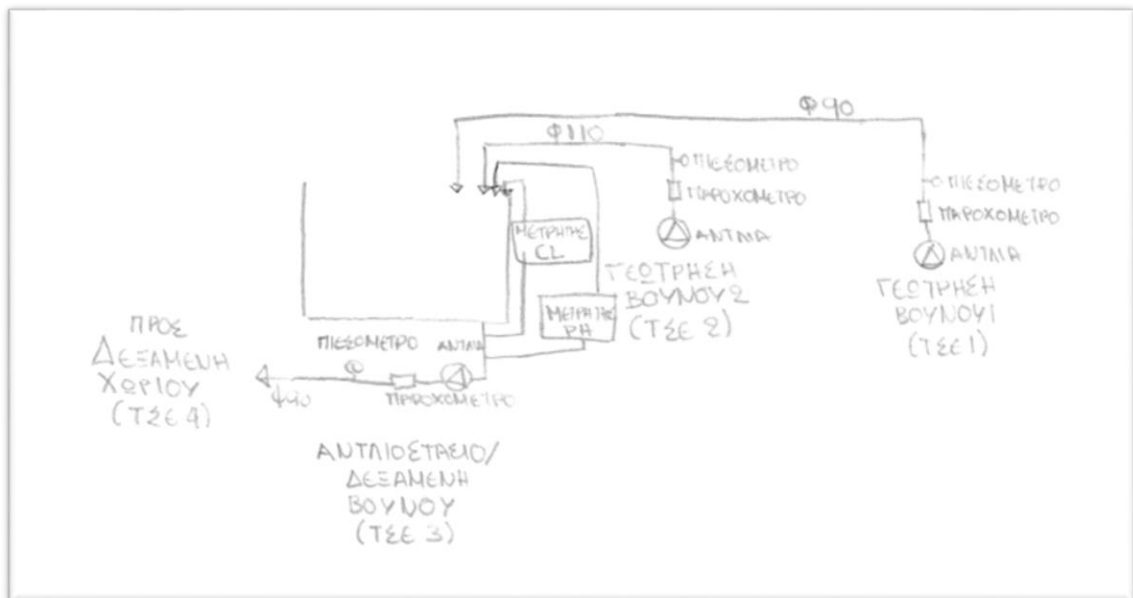 Φ90
Φ110
ΠΙΕΣΟΜΕΤΡΟ
ΠΑΡΟΧΟΜΕΤΡΟ
ΑΝΤΛΙΑ
ΓΕΩΤΡΗΣΗ
ΒΟΥΝΟΥ 2
(ΤΣΕ 2)
ΠΙΕΣΟΜΕΤΡΟ
ΠΑΡΟΧΟΜΕΤΡΟ
ΑΝΤΛΙΑ
ΓΕΩΤΡΗΣΗ
ΒΟΥΝΟΥ 1
(ΤΣΕ 1)
ΜΕΤΡΗΤΗΣ
CL
ΜΕΤΡΗΤΗΣ
PH
ΠΡΟΣ
ΔΕΞΑΜΕΝΗ
ΧΩΡΙΟΥ
(ΤΣΕ 4)
ΠΙΕΣΟΜΕΤΡΟ
ΑΝΤΛΙΑ
Φ90
ΠΑΡΟΧΟΜΕΤΡΟ
ΑΝΤΛΙΟΣΤΑΣΙΟ/
ΔΕΞΑΜΕΝΗ
ΒΟΥΝΟΥ
(ΤΣΕ 3)